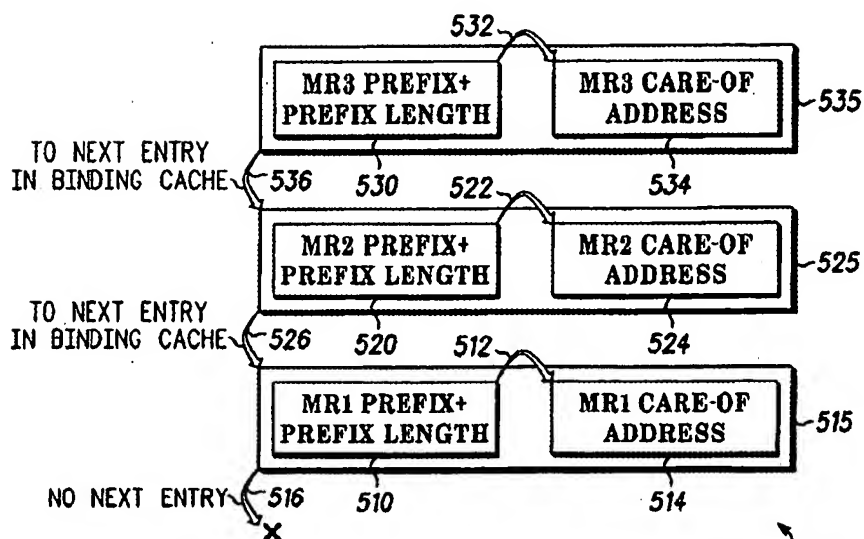 532
MR3 PREFIX+
PREFIX LENGTH
MR3 CARE-OF
ADDRESS
535
TO NEXT ENTRY
IN BINDING CACHE
536
530
522
534
MR2 PREFIX+
PREFIX LENGTH
MR2 CARE-OF
ADDRESS
525
TO NEXT ENTRY
IN BINDING CACHE
526
520
512
524
MR1 PREFIX+
PREFIX LENGTH
MR1 CARE-OF
ADDRESS
515
NO NEXT ENTRY
516
510
514